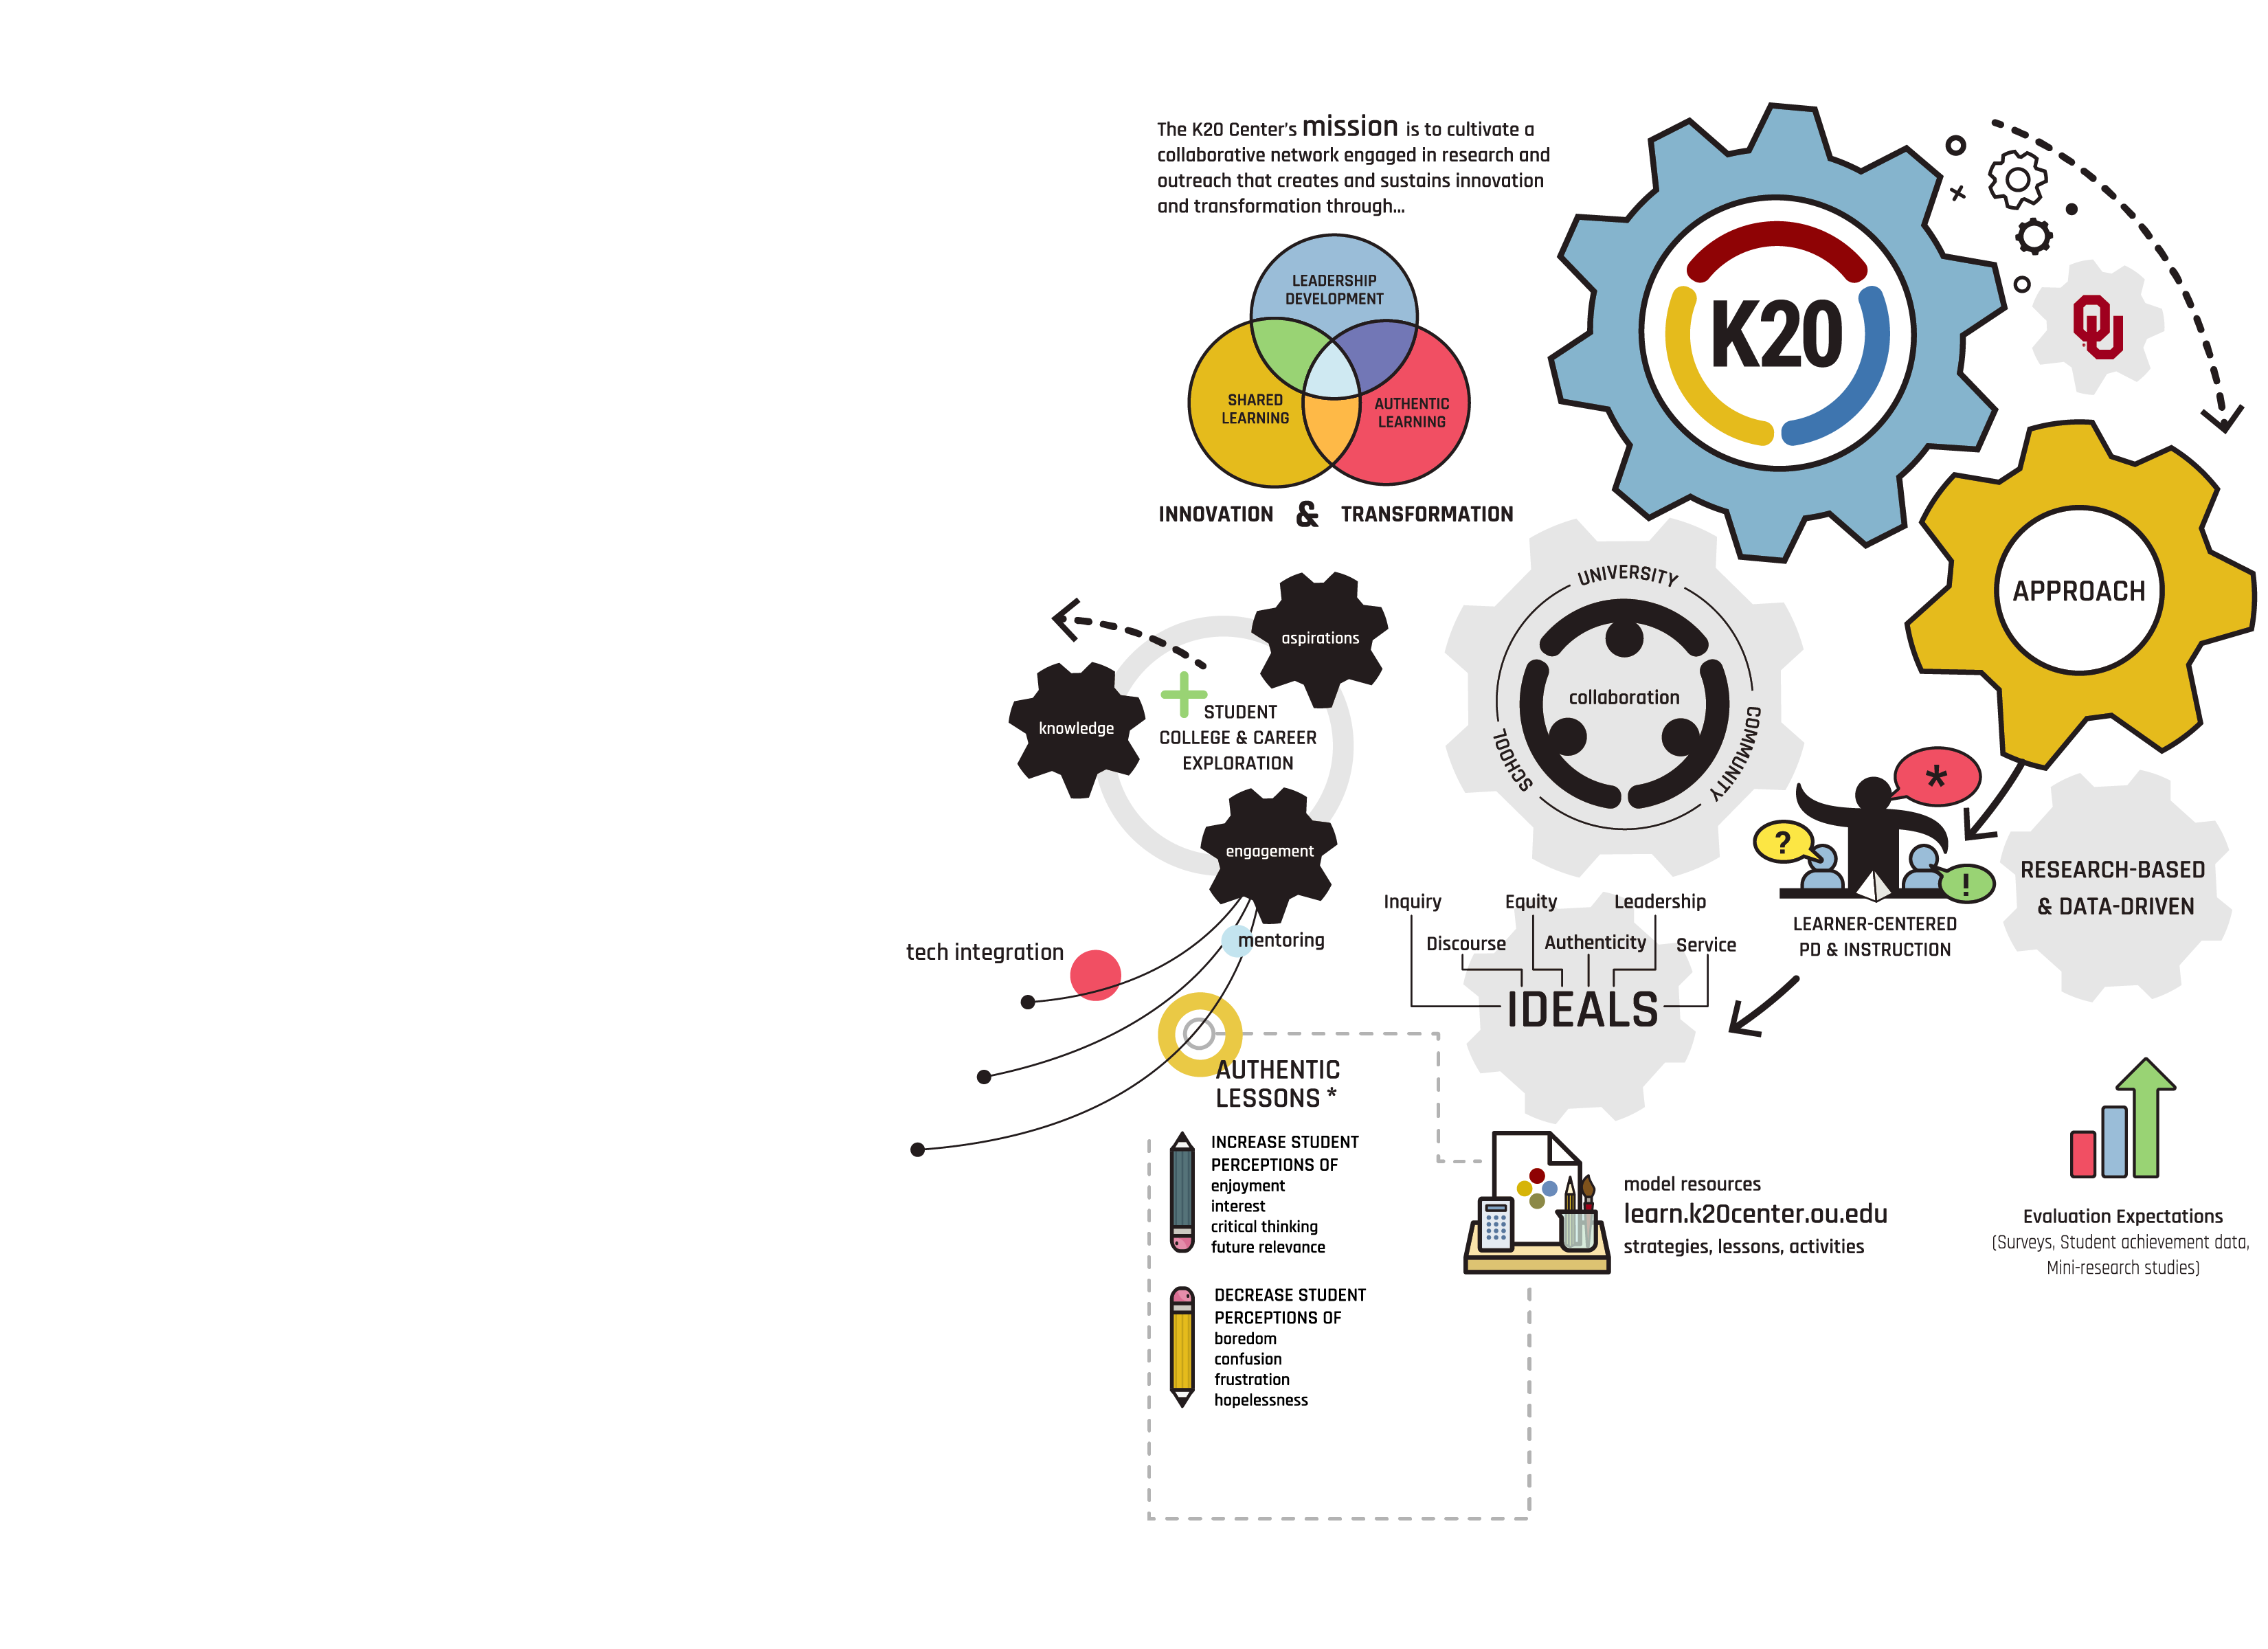 The K20 Center's mission is to cultivate a
collaborative network engaged in research and
outreach that creates and sustains innovation
and transformation through...
LEADERSHIP
DEVELOPMENT
SHARED
LEARNING
AUTHENTIC
LEARNING
INNOVATION & TRANSFORMATION
K20
OU
APPROACH
UNIVERSITY
COMMUNITY
SCHOOL
collaboration
aspirations
knowledge
STUDENT
COLLEGE & CAREER
EXPLORATION
engagement
mentoring
tech integration
*
?
!
LEARNER-CENTERED
PD & INSTRUCTION
RESEARCH-BASED
& DATA-DRIVEN
Inquiry
Equity
Leadership
Discourse
Authenticity
Service
IDEALS
AUTHENTIC
LESSONS *
INCREASE STUDENT
PERCEPTIONS OF
enjoyment
interest
critical thinking
future relevance
DECREASE STUDENT
PERCEPTIONS OF
boredom
confusion
frustration
hopelessness
model resources
learn.k20center.ou.edu
strategies, lessons, activities
Evaluation Expectations
(Surveys, Student achievement data,
Mini-research studies)